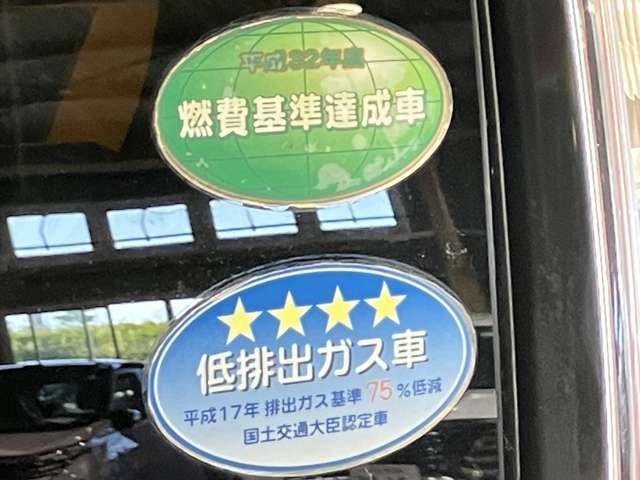 平成32年度
燃費基準達成車
低排出ガス車
平成17年 排出ガス基準 75 %低減
国土交通大臣認定車